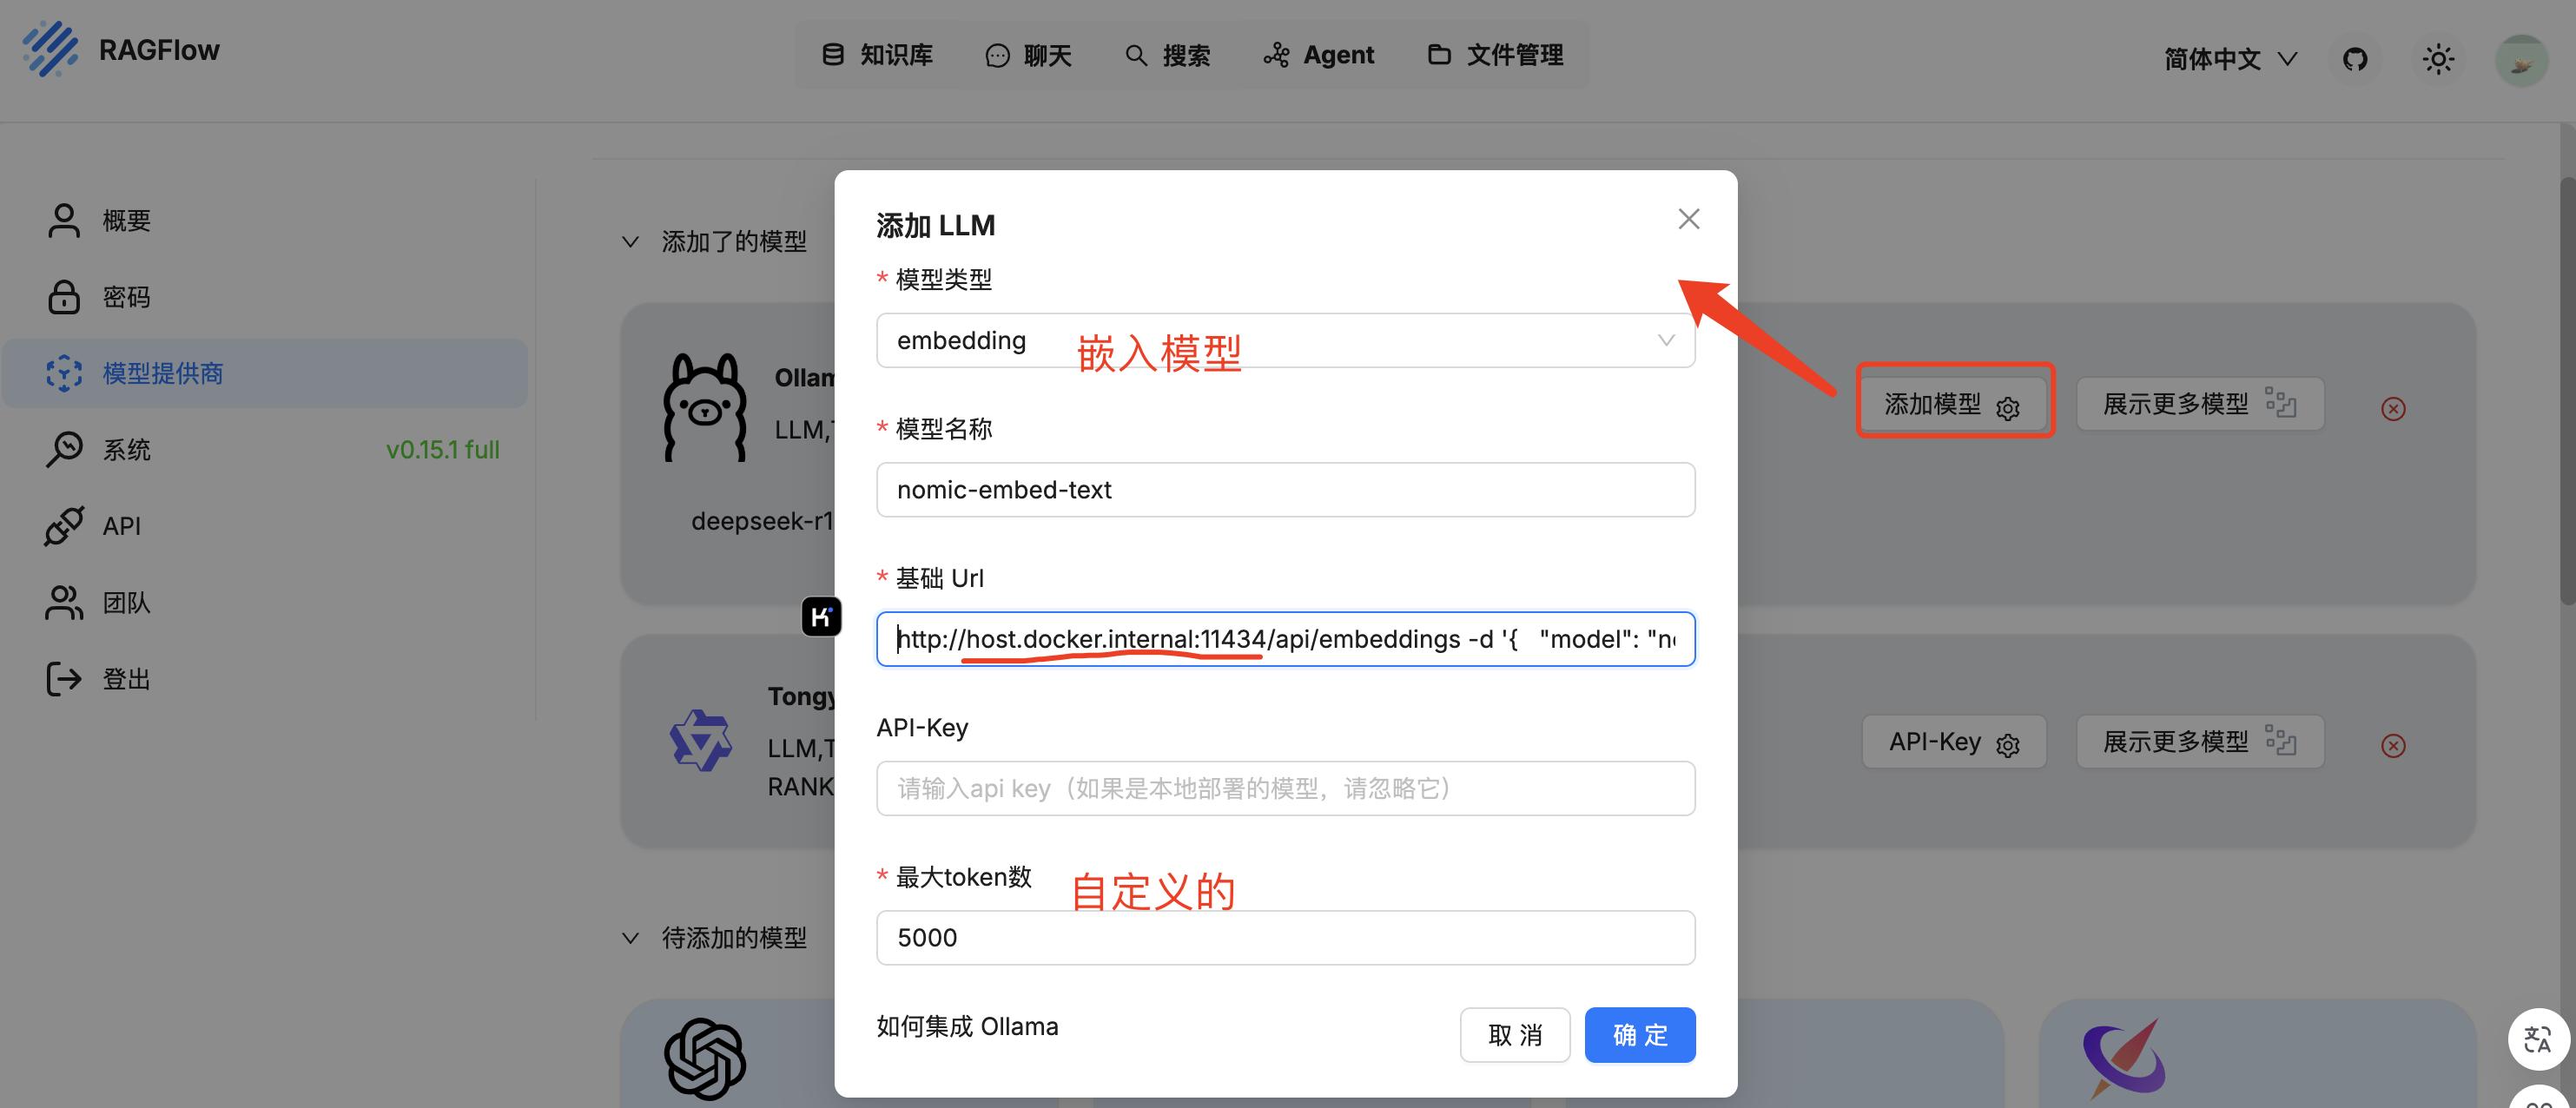 RAGFlow
知识库
聊天
搜索
Agent
文件管理
简体中文
概要
密码
模型提供商
系统 v0.15.1 full
API
团队
登出
添加了的模型
Ollam
LLM,T
deepseek-r1
添加模型
展示更多模型
Tongy
LLM,T
RANK
API-Key
展示更多模型
待添加的模型
添加 LLM
* 模型类型
embedding
嵌入模型
* 模型名称
nomic-embed-text
* 基础 Url
http://host.docker.internal:11434/api/embeddings -d '{ "model": "no
API-Key
请输入api key（如果是本地部署的模型，请忽略它）
* 最大token数
自定义的
5000
如何集成 Ollama
取 消
确 定